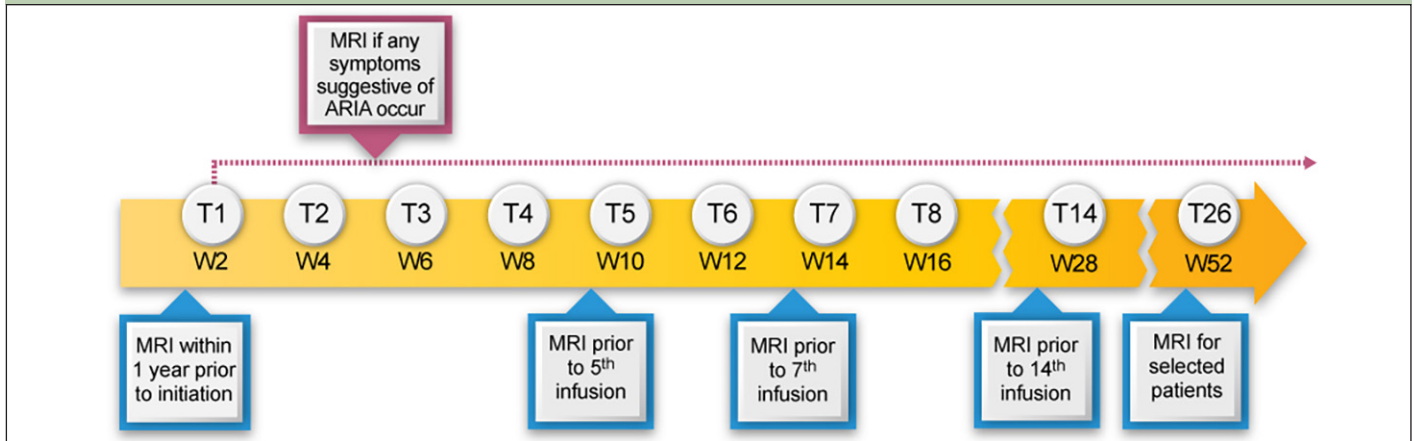 MRI if any
symptoms
suggestive of
ARIA occur
T1 T2 T3 T4 T5 T6 T7 T8 T14 T26
W2 W4 W6 W8 W10 W12 W14 W16 W28 W52
MRI within
1 year prior
to initiation
MRI prior
to 5th
infusion
MRI prior
to 7th
infusion
MRI prior
to 14th
infusion
MRI for
selected
patients